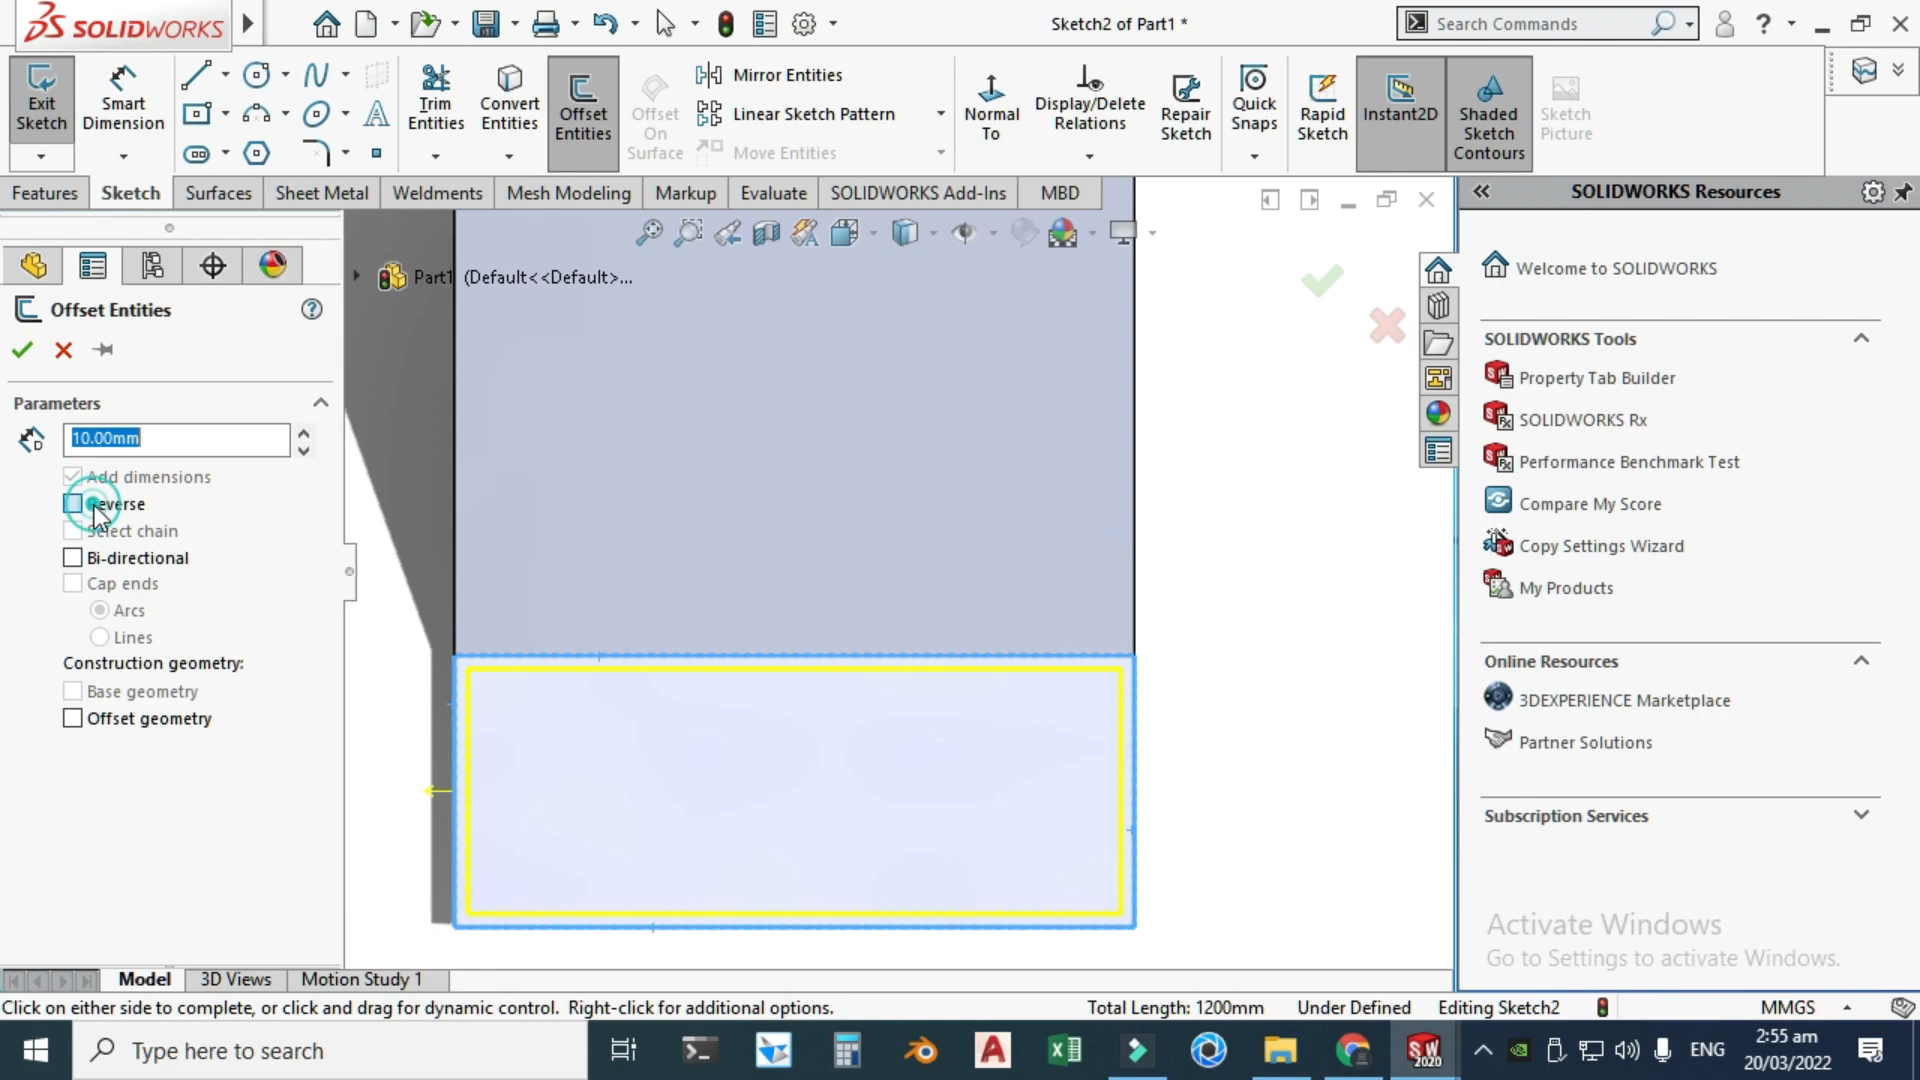 SOLIDWORKS
Sketch2 of Part1 *
Search Commands
Exit Sketch
Smart Dimension
Trim Entities
Convert Entities
Offset Entities
Offset On Surface
Mirror Entities
Linear Sketch Pattern
Move Entities
Normal To
Display/Delete Relations
Repair Sketch
Quick Snaps
Rapid Sketch
Instant2D
Shaded Sketch Contours
Sketch Picture
Features
Sketch
Surfaces
Sheet Metal
Weldments
Mesh Modeling
Markup
Evaluate
SOLIDWORKS Add-Ins
MBD
SOLIDWORKS Resources
Part1 (Default<<Default>...
Offset Entities
Parameters
10.00mm
Add dimensions
Reverse
Select chain
Bi-directional
Cap ends
Arcs
Lines
Construction geometry:
Base geometry
Offset geometry
Welcome to SOLIDWORKS
SOLIDWORKS Tools
Property Tab Builder
SOLIDWORKS Rx
Performance Benchmark Test
Compare My Score
Copy Settings Wizard
My Products
Online Resources
3DEXPERIENCE Marketplace
Partner Solutions
Subscription Services
Activate Windows
Go to Settings to activate Windows.
Model
3D Views
Motion Study 1
Click on either side to complete, or click and drag for dynamic control. Right-click for additional options.
Total Length: 1200mm
Under Defined
Editing Sketch2
MMGS
Type here to search
SW 2020
ENG
2:55 am
20/03/2022